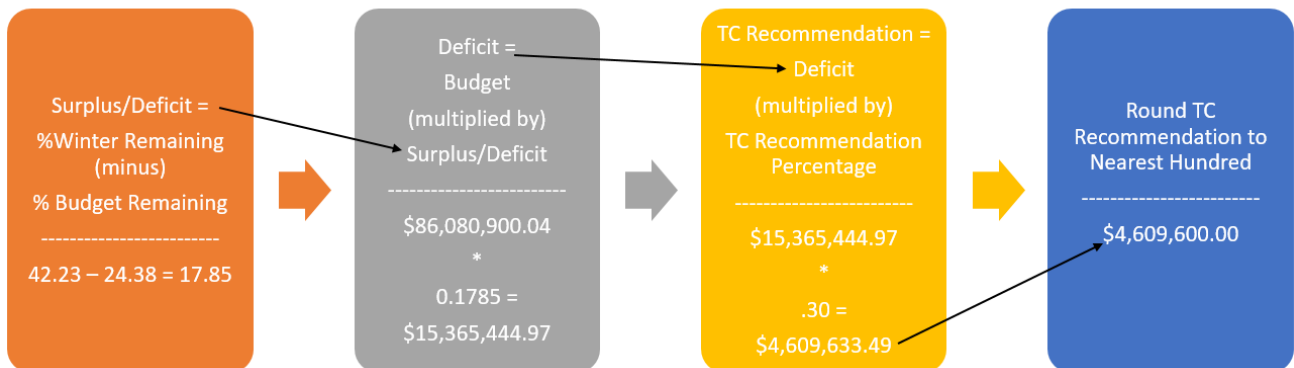 Surplus/Deficit =
%Winter Remaining
(minus)
% Budget Remaining
-------------------------
42.23 – 24.38 = 17.85
Deficit =
Budget
(multiplied by)
Surplus/Deficit
-------------------------
$86,080,900.04
*
0.1785 =
$15,365,444.97
TC Recommendation =
Deficit
(multiplied by)
TC Recommendation
Percentage
-------------------------
$15,365,444.97
*
.30 =
$4,609,633.49
Round TC
Recommendation to
Nearest Hundred
-------------------------
$4,609,600.00